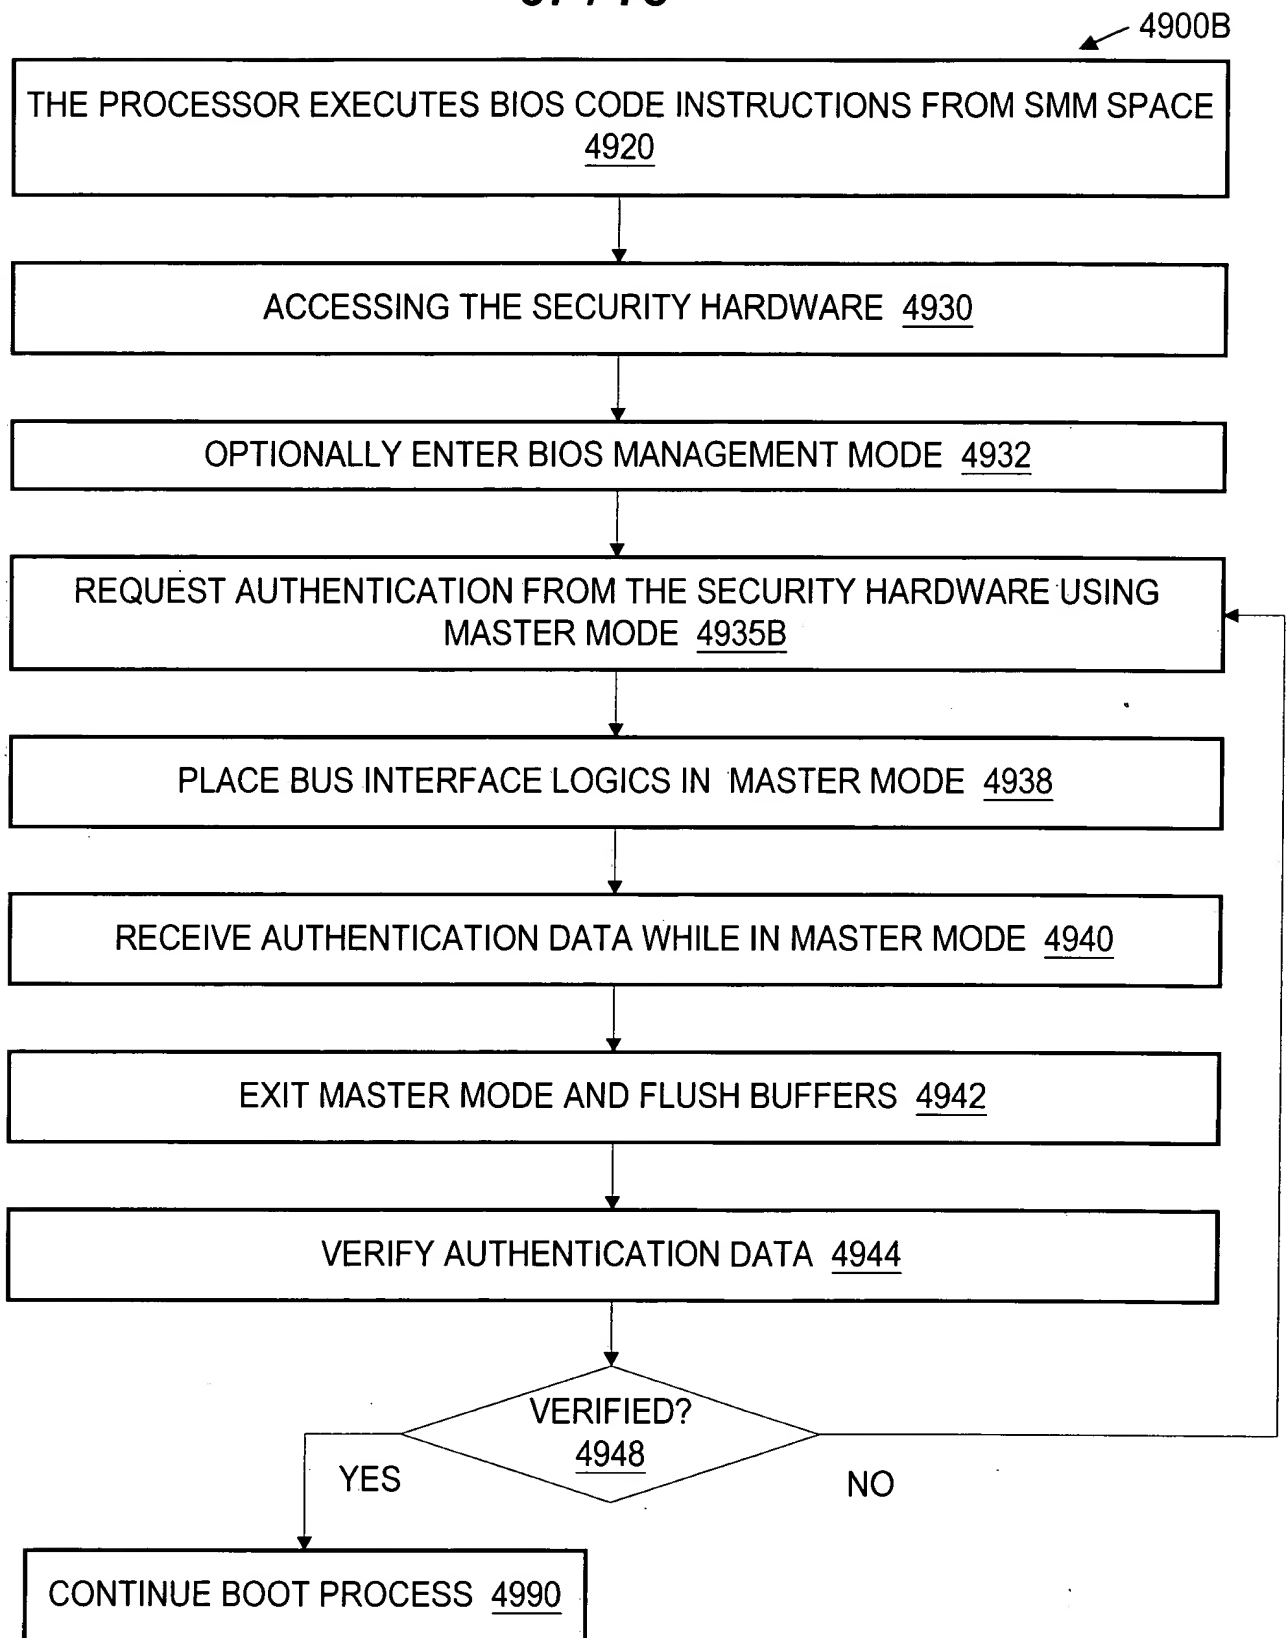 4900B
THE PROCESSOR EXECUTES BIOS CODE INSTRUCTIONS FROM SMM SPACE
4920
ACCESSING THE SECURITY HARDWARE 4930
OPTIONALLY ENTER BIOS MANAGEMENT MODE 4932
REQUEST AUTHENTICATION FROM THE SECURITY HARDWARE USING
MASTER MODE 4935B
PLACE BUS INTERFACE LOGICS IN MASTER MODE 4938
RECEIVE AUTHENTICATION DATA WHILE IN MASTER MODE 4940
EXIT MASTER MODE AND FLUSH BUFFERS 4942
VERIFY AUTHENTICATION DATA 4944
VERIFIED?
4948
YES
NO
CONTINUE BOOT PROCESS 4990